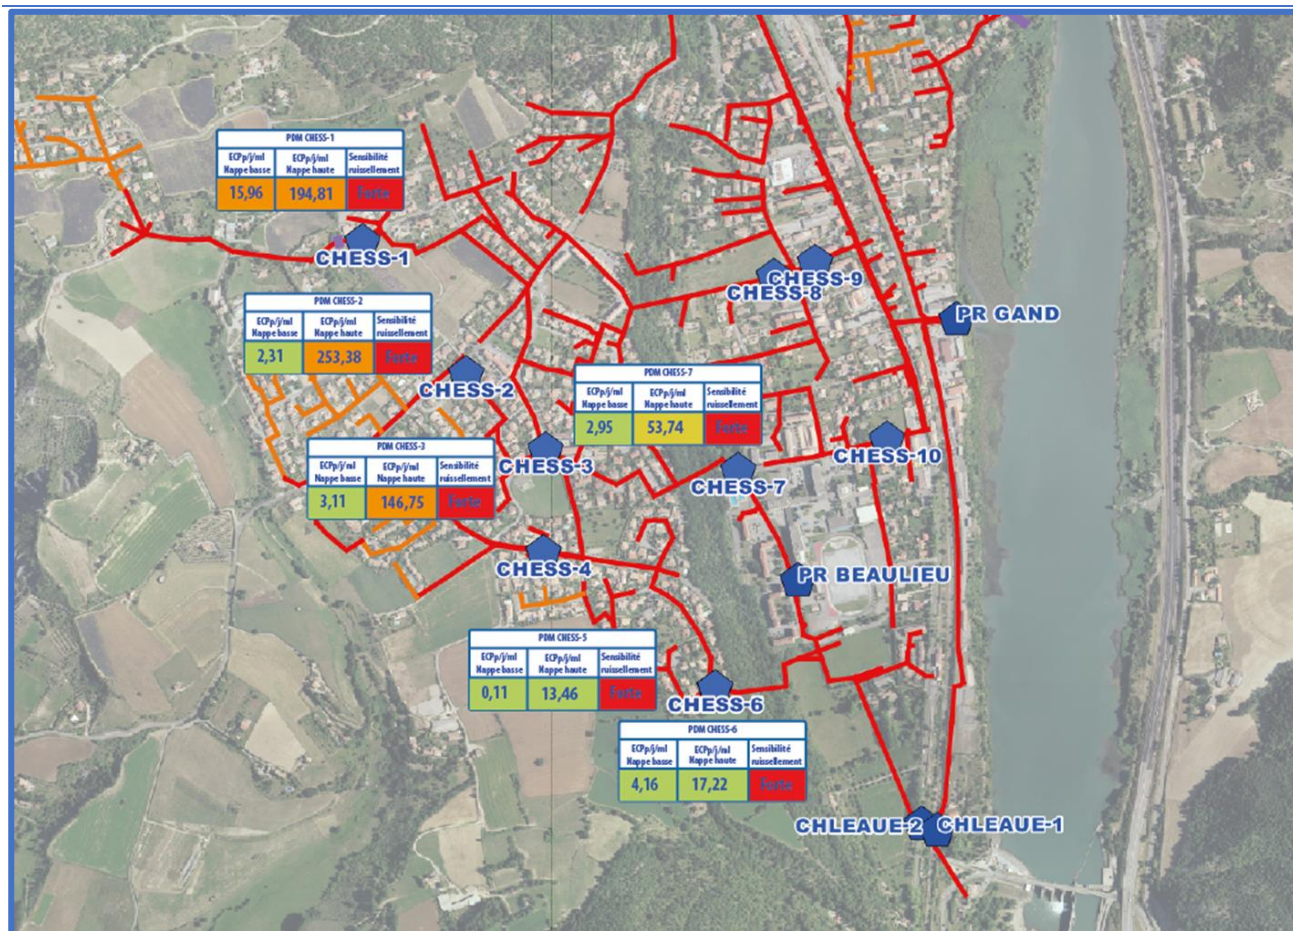 PDM CHESS-1
ECPp/j/ml Nappe basse
ECPp/j/ml Nappe haute
Sensibilité ruissellement
15,96 194,81 Forte
CHESS-1
CHESS-9
CHESS-8
PDM CHESS-2
ECPp/j/ml Nappe basse
ECPp/j/ml Nappe haute
Sensibilité ruissellement
2,31 253,38 Forte
PR GAND
CHESS-2
PDM CHESS-7
ECPp/j/ml Nappe basse
ECPp/j/ml Nappe haute
Sensibilité ruissellement
2,95 53,74 Forte
PDM CHESS-3
ECPp/j/ml Nappe basse
ECPp/j/ml Nappe haute
Sensibilité ruissellement
3,11 146,75 Forte
CHESS-3
CHESS-10
CHESS-7
CHESS-4
PR BEAULIEU
PDM CHESS-5
ECPp/j/ml Nappe basse
ECPp/j/ml Nappe haute
Sensibilité ruissellement
0,11 13,46 Forte
CHESS-6
PDM CHESS-6
ECPp/j/ml Nappe basse
ECPp/j/ml Nappe haute
Sensibilité ruissellement
4,16 17,22 Forte
CHLEAUE-2 CHLEAUE-1